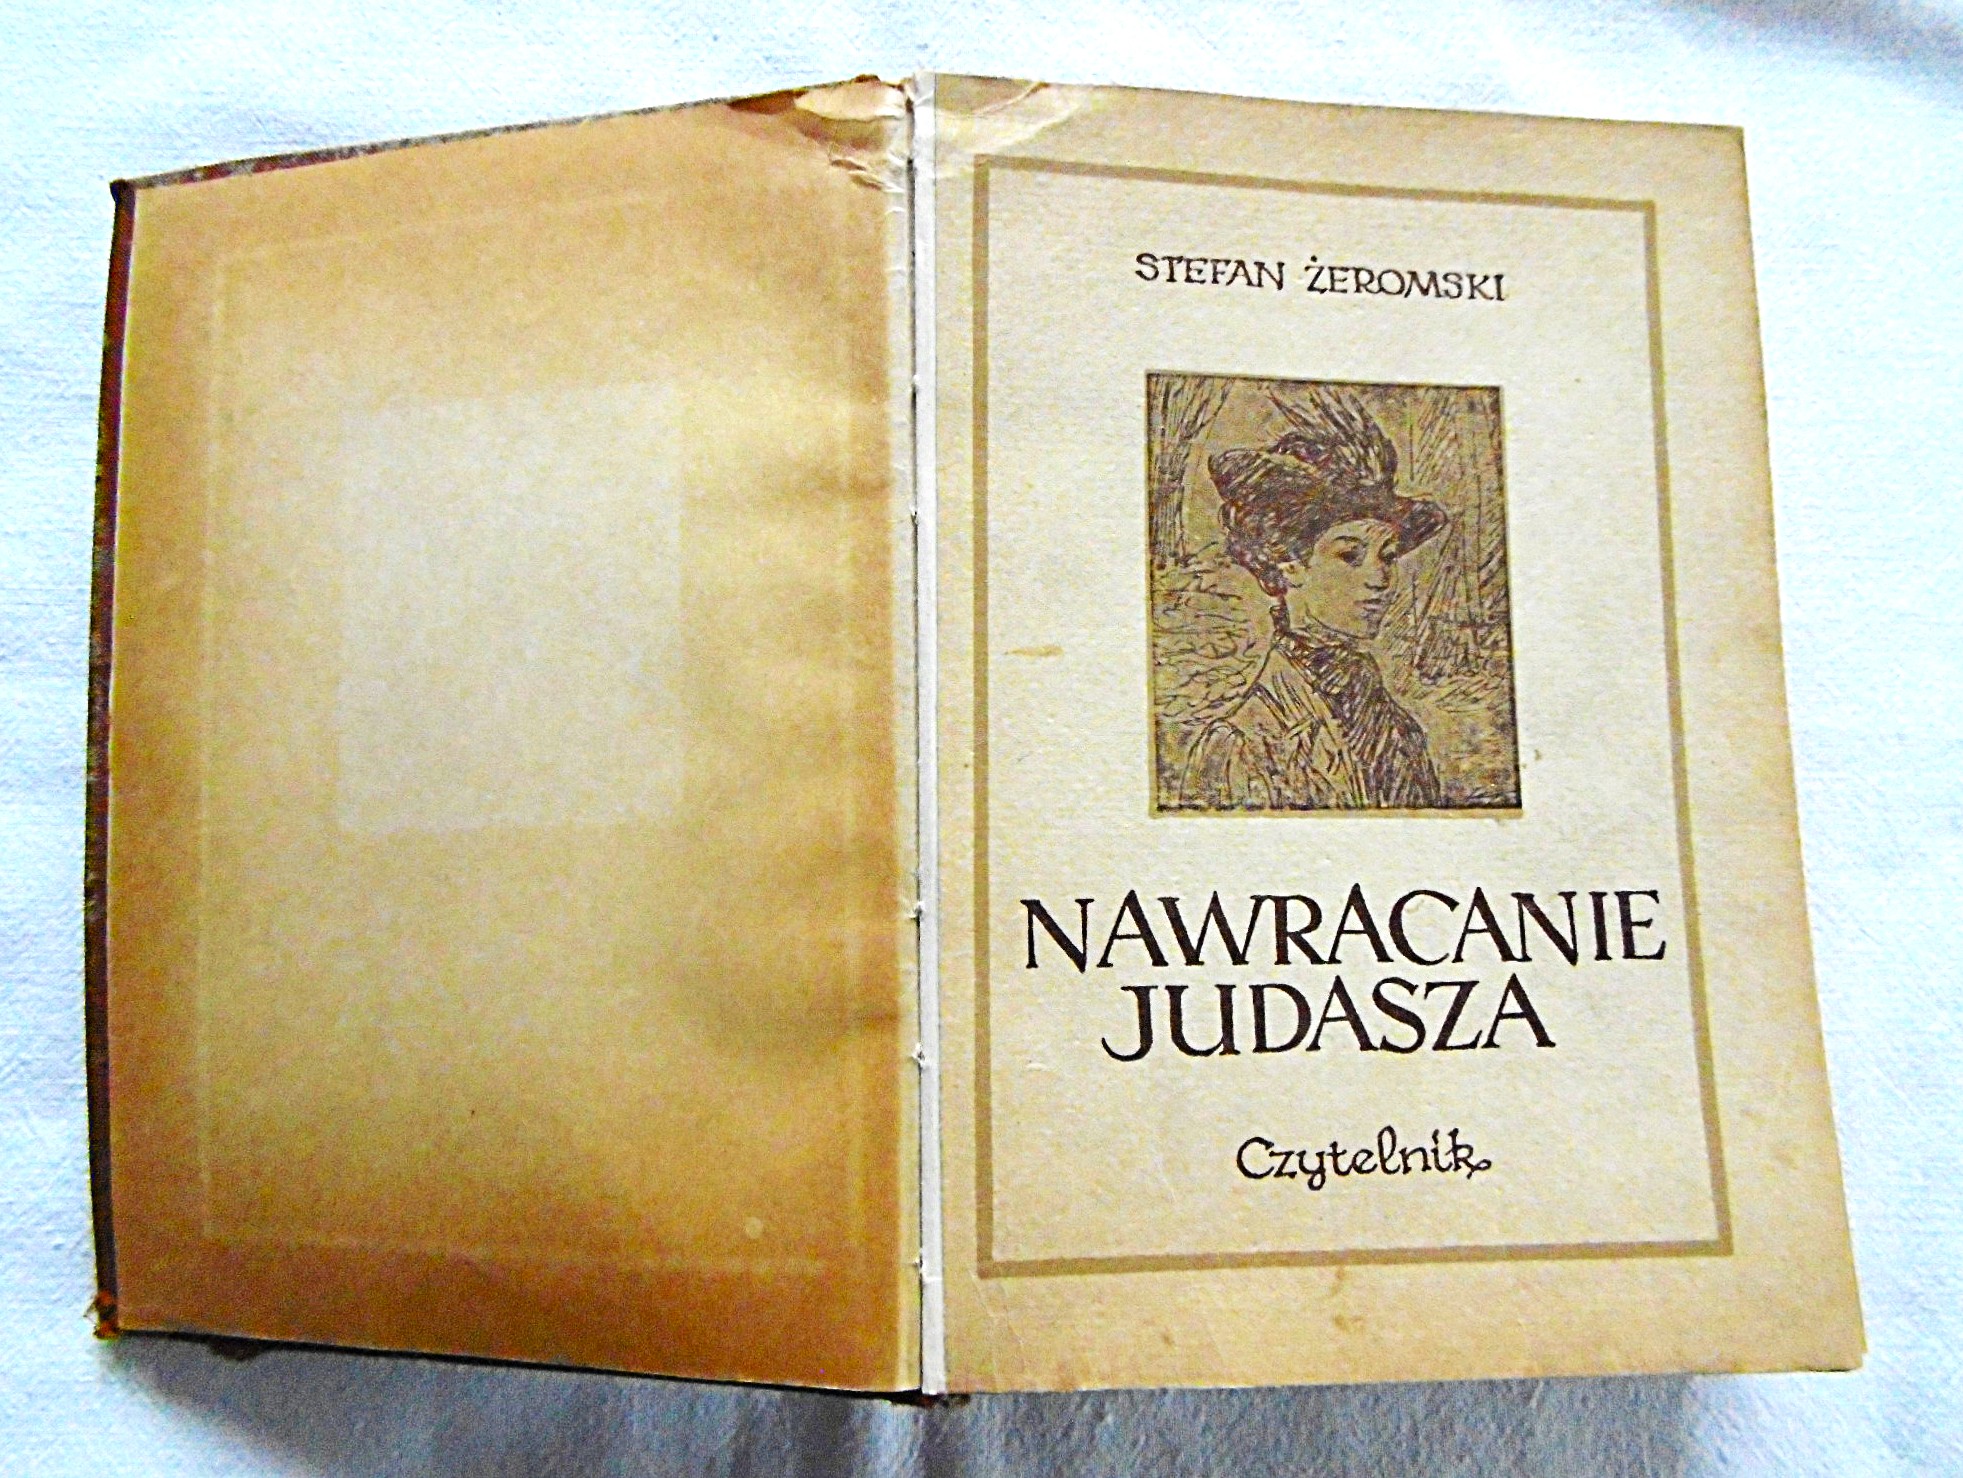 STEFAN ŻEROMSKI
NAWRACANIE
JUDASZA
Czytelnik